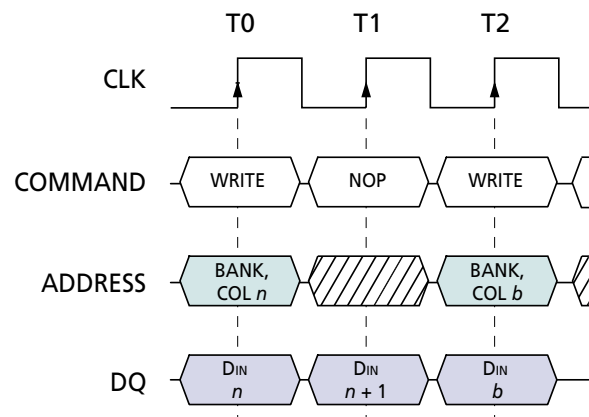 T0 T1 T2
CLK
COMMAND WRITE NOP WRITE
ADDRESS BANK, COL n BANK, COL b
DQ DIN n DIN n + 1 DIN b